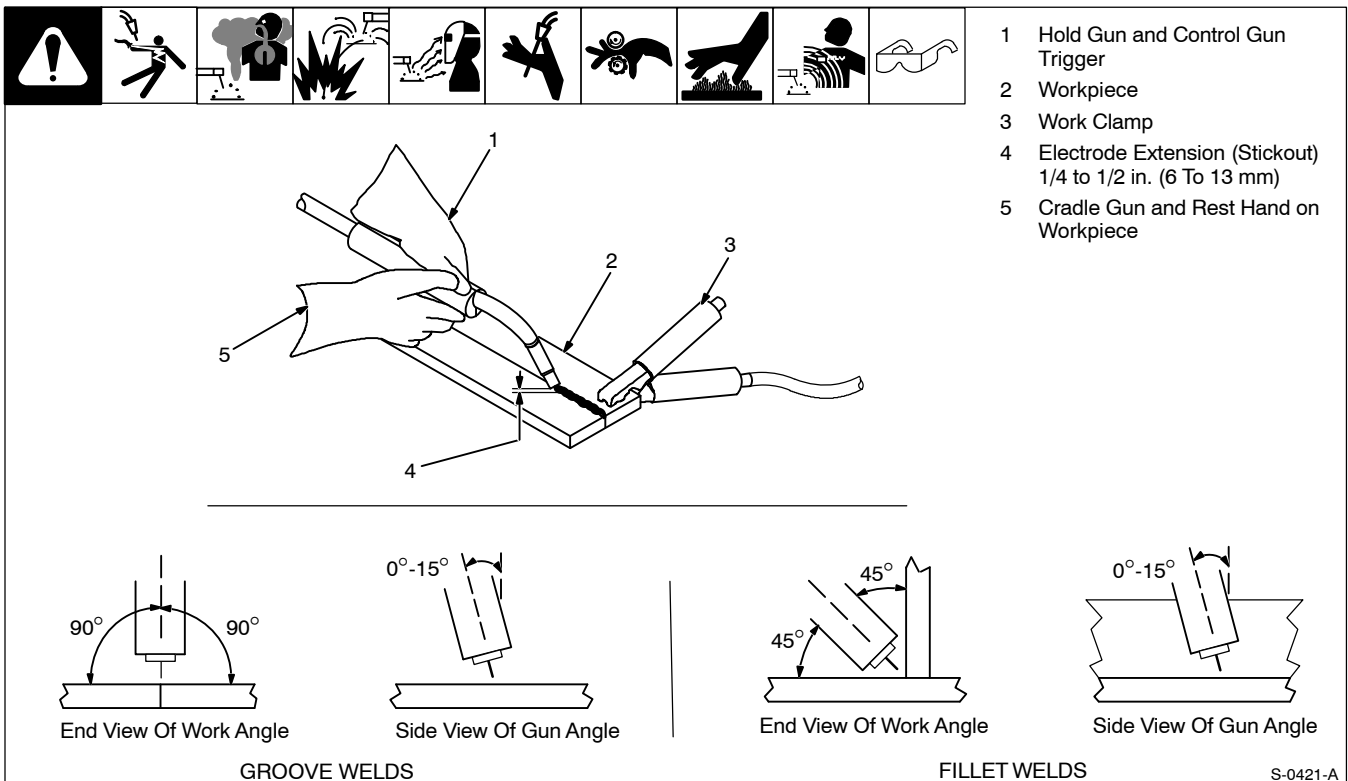 1 Hold Gun and Control Gun
Trigger
2 Workpiece
3 Work Clamp
4 Electrode Extension (Stickout)
1/4 to 1/2 in. (6 To 13 mm)
5 Cradle Gun and Rest Hand on
Workpiece
1
2
3
5
4
90°
90°
End View Of Work Angle
0°-15°
Side View Of Gun Angle
GROOVE WELDS
45°
45°
End View Of Work Angle
0°-15°
Side View Of Gun Angle
FILLET WELDS
S-0421-A